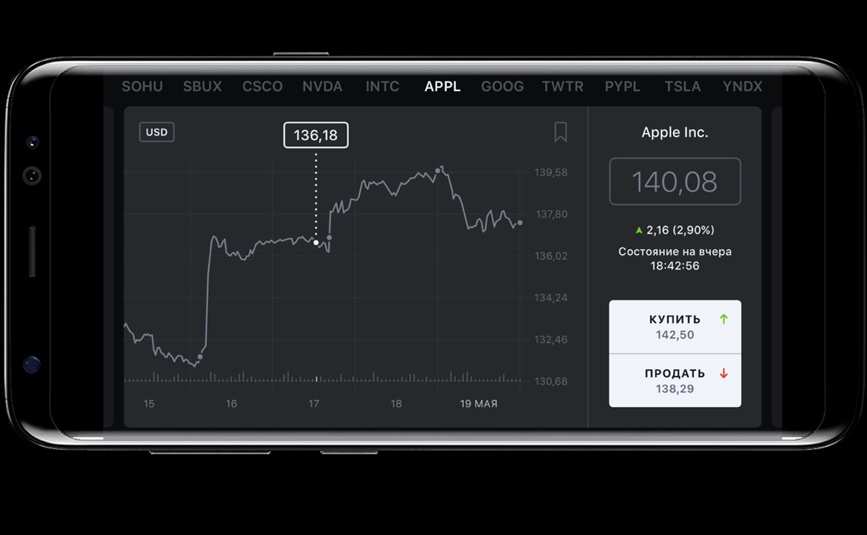 SOHU SBUX CSCO NVDA INTC APPL GOOG TWTR PYPL TSLA YNDX
USD
136,18
139,58
137,80
136,02
134,24
132,46
130,68
15 16 17 18 19 МАЯ
Apple Inc.
140,08
2,16 (2,90%)
Состояние на вчера
18:42:56
КУПИТЬ
142,50
ПРОДАТЬ
138,29